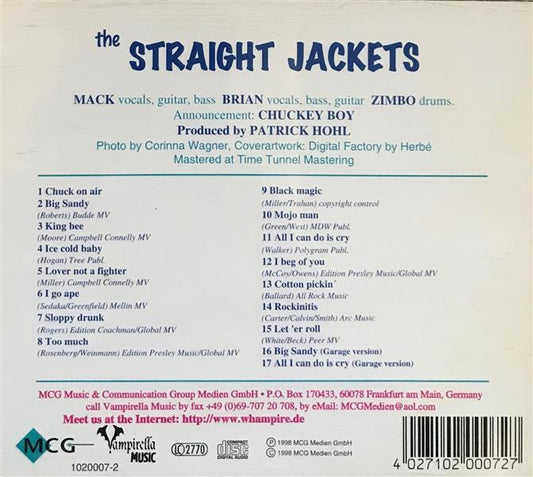 the STRAIGHT JACKETS
MACK vocals, guitar, bass BRIAN vocals, bass, guitar ZIMBO drums.
Announcement: CHUCKEY BOY
Produced by PATRICK HOHL
Photo by Corinna Wagner, Coverartwork: Digital Factory by Herbé
Mastered at Time Tunnel Mastering
1 Chuck on air
2 Big Sandy
(Roberts) Budde MV
3 King bee
(Moore) Campbell Connelly MV
4 Ice cold baby
(Hogan) Tree Publ.
5 Lover not a fighter
(Miller) Campbell Connelly MV
6 I go ape
(Sedaka/Greenfield) Mellin MV
7 Sloppy drunk
(Rogers) Edition Coachman/Global MV
8 Too much
(Rosenberg/Weinmann) Edition Presley Music/Global MV
9 Black magic
(Miller/Trahan) copyright control
10 Mojo man
(Green/West) MDW Publ.
11 All I can do is cry
(Walker) Polygram Publ.
12 I beg of you
(McCoy/Owens) Edition Presley Music/Global MV
13 Cotton pickin´
(Ballard) All Rock Music
14 Rockinitis
(Carter/Calvin/Smith) Arc Music
15 Let 'er roll
(White/Beck) Peer MV
16 Big Sandy (Garage version)
17 All I can do is cry (Garage version)
MCG Music & Communication Group Medien GmbH • P.O. Box 170433, 60078 Frankfurt am Main, Germany
call Vampirella Music by fax +49 (0)69-707 20 708, by eMail: MCGMedien@aol.com
Meet us at the Internet: http://www.whampire.de
MCG
1020007-2
Vampirella
MUSIC
LC 2770
COMPACT
disc
DIGITAL AUDIO
Ⓟ 1998 MCG Medien GmbH
© 1998 MCG Medien GmbH
4 027102 000727